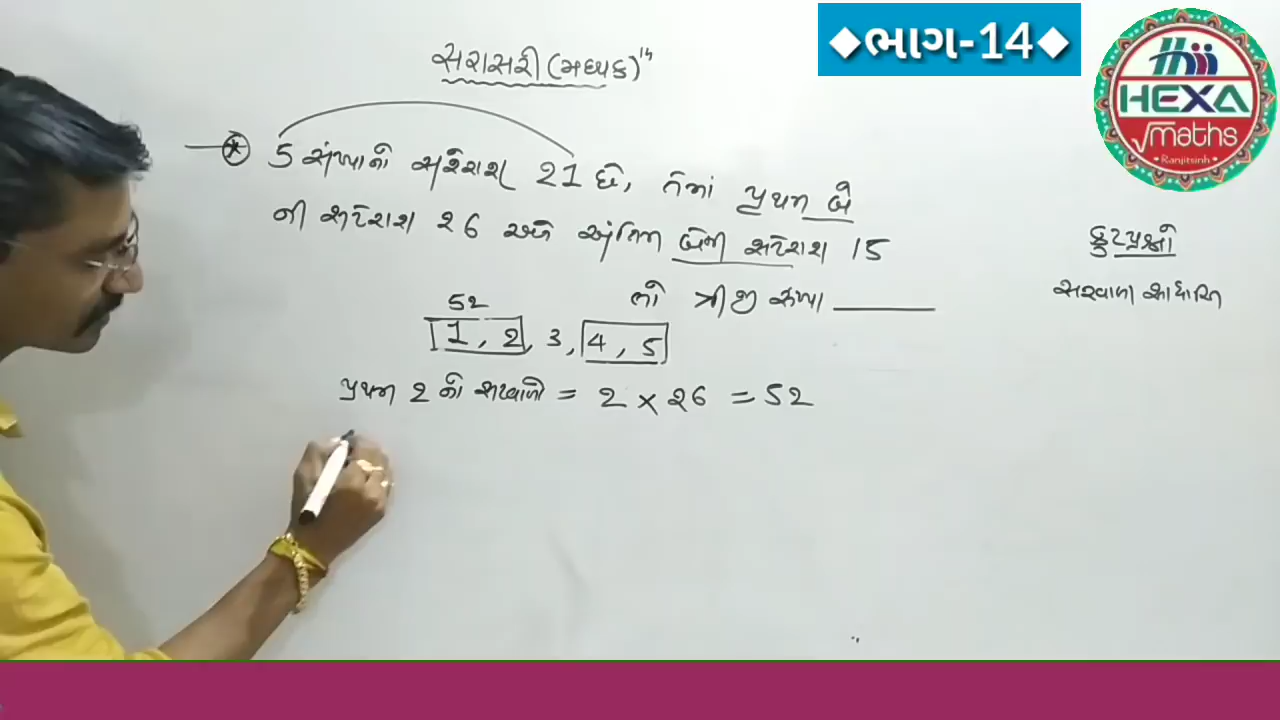 ◆ભાગ-14◆
HEXA
√maths
• Ranjitsinh •
સરાસરી (મધ્યક) 14
* 5 સંખ્યાની સરેરાશ 21 છે, તેમાં પ્રથમ બે
ની સરેરાશ 26 અને અંતિમ બેની સરેરાશ 15
તો ત્રીજી સંખ્યા ______
કુટપ્રશ્નો
સરવાળા આધારિત
52
1, 2, 3, 4, 5
પ્રથમ 2 નો સરવાળો = 2 × 26 = 52